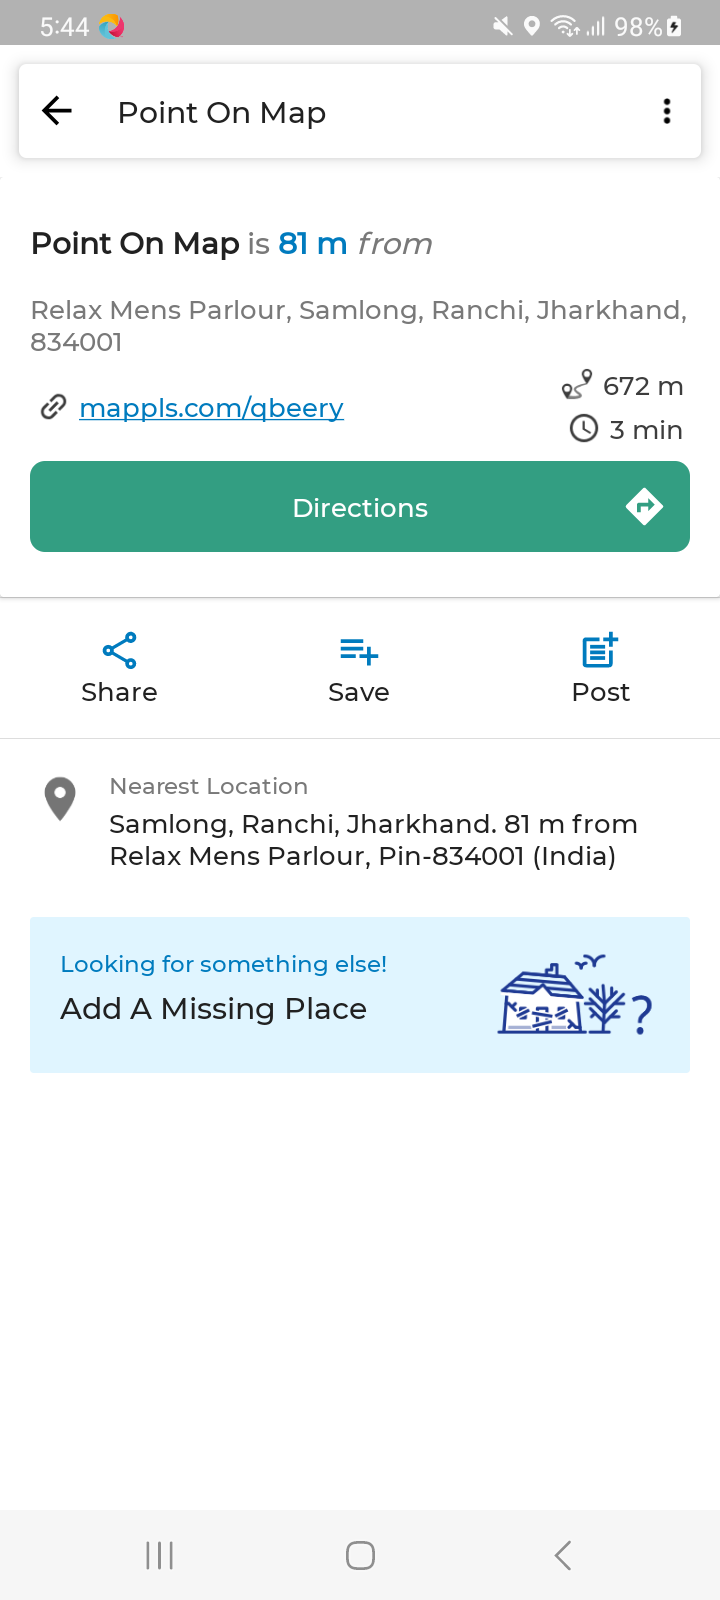 5:44
98%
Point On Map
Point On Map is 81 m from
Relax Mens Parlour, Samlong, Ranchi, Jharkhand,
834001
mappls.com/qbeery
672 m
3 min
Directions
Share
Save
Post
Nearest Location
Samlong, Ranchi, Jharkhand. 81 m from
Relax Mens Parlour, Pin-834001 (India)
Looking for something else!
Add A Missing Place
?